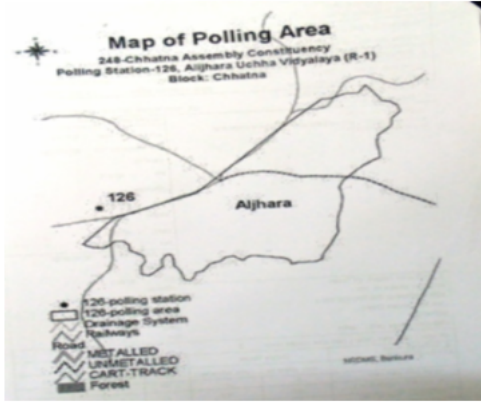 Map of Polling Area
248-Chhatna Assembly Constituency
Polling Station-126, Aljhara Uchha Vidyalaya (R-1)
Block: Chhatna
126
Aljhara
126-polling station
126-polling area
Drainage System
Railways
Road
METALLED
UNMETALLED
CART-TRACK
Forest
Bankura